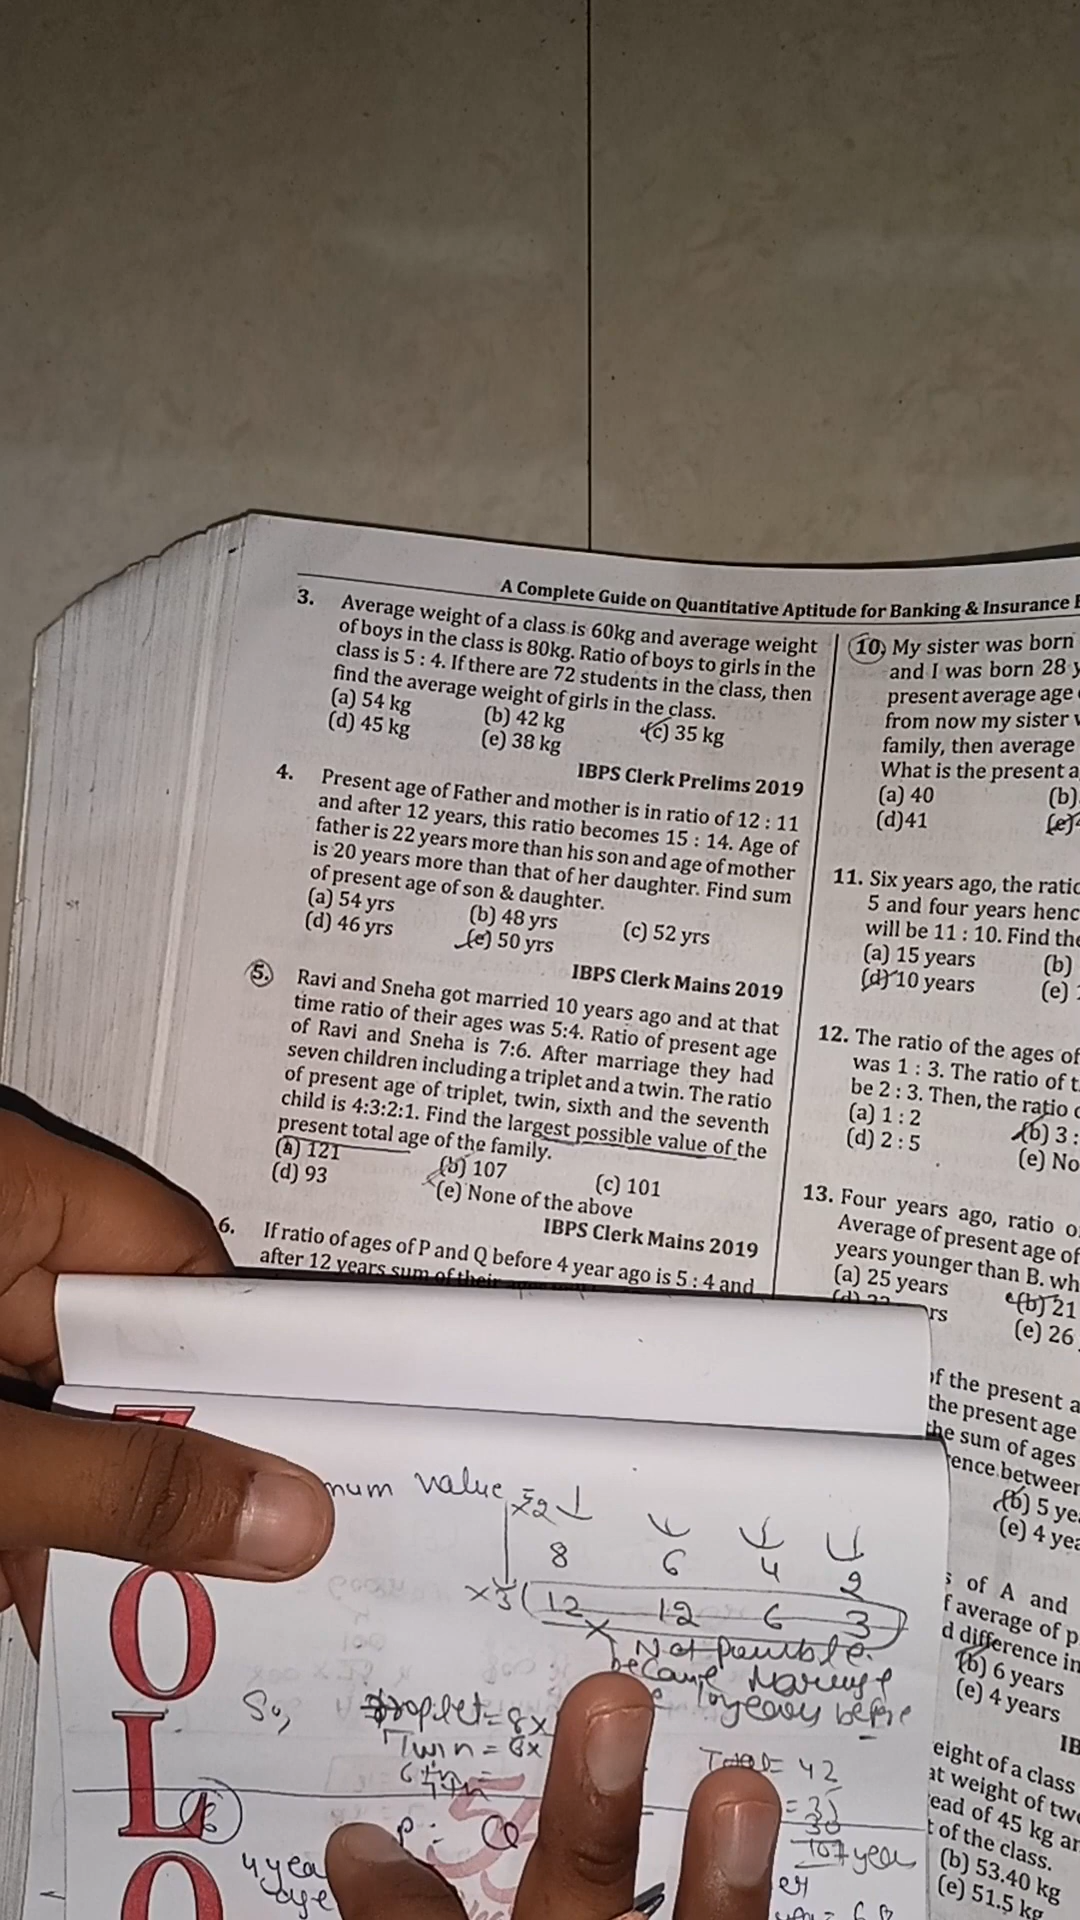 A Complete Guide on Quantitative Aptitude for Banking & Insurance
3. Average weight of a class is 60kg and average weight
of boys in the class is 80kg. Ratio of boys to girls in the
class is 5 : 4. If there are 72 students in the class, then
find the average weight of girls in the class.
(a) 54 kg (b) 42 kg (c) 35 kg
(d) 45 kg (e) 38 kg
IBPS Clerk Prelims 2019
4. Present age of Father and mother is in ratio of 12 : 11
and after 12 years, this ratio becomes 15 : 14. Age of
father is 22 years more than his son and age of mother
is 20 years more than that of her daughter. Find sum
of present age of son & daughter.
(a) 54 yrs (b) 48 yrs (c) 52 yrs
(d) 46 yrs (e) 50 yrs
IBPS Clerk Mains 2019
5. Ravi and Sneha got married 10 years ago and at that
time ratio of their ages was 5:4. Ratio of present age
of Ravi and Sneha is 7:6. After marriage they had
seven children including a triplet and a twin. The ratio
of present age of triplet, twin, sixth and the seventh
child is 4:3:2:1. Find the largest possible value of the
present total age of the family.
(a) 121 (b) 107 (c) 101
(d) 93 (e) None of the above
IBPS Clerk Mains 2019
6. If ratio of ages of P and Q before 4 year ago is 5 : 4 and
after 12 years sum of their
10. My sister was born
and I was born 28
present average age
from now my sister
family, then average
What is the present a
(a) 40 (b)
(d) 41 (e)
11. Six years ago, the ratio
5 and four years henc
will be 11 : 10. Find the
(a) 15 years (b)
(d) 10 years (e)
12. The ratio of the ages of
was 1 : 3. The ratio of t
be 2 : 3. Then, the ratio
(a) 1 : 2 (b) 3 :
(d) 2 : 5 (e) No
13. Four years ago, ratio
Average of present age of
years younger than B. wh
(a) 25 years (b) 21
(e) 26
of the present a
the present age
the sum of ages
between
(b) 5 ye
(e) 4 yea
of A and
average of p
difference in
(b) 6 years
(e) 4 years
IB
eight of a class
at weight of two
ead of 45 kg an
t of the class.
(b) 53.40 kg
(e) 51.5 kg
mum value
8 6 4 2
×3 12 12 6 3
Not possible
because Marriage
10 years before
So,
= 8x
Twin = 6x
Total = 42
= 35
30
107 year
6
P : Q
4 year
age
O
L
O